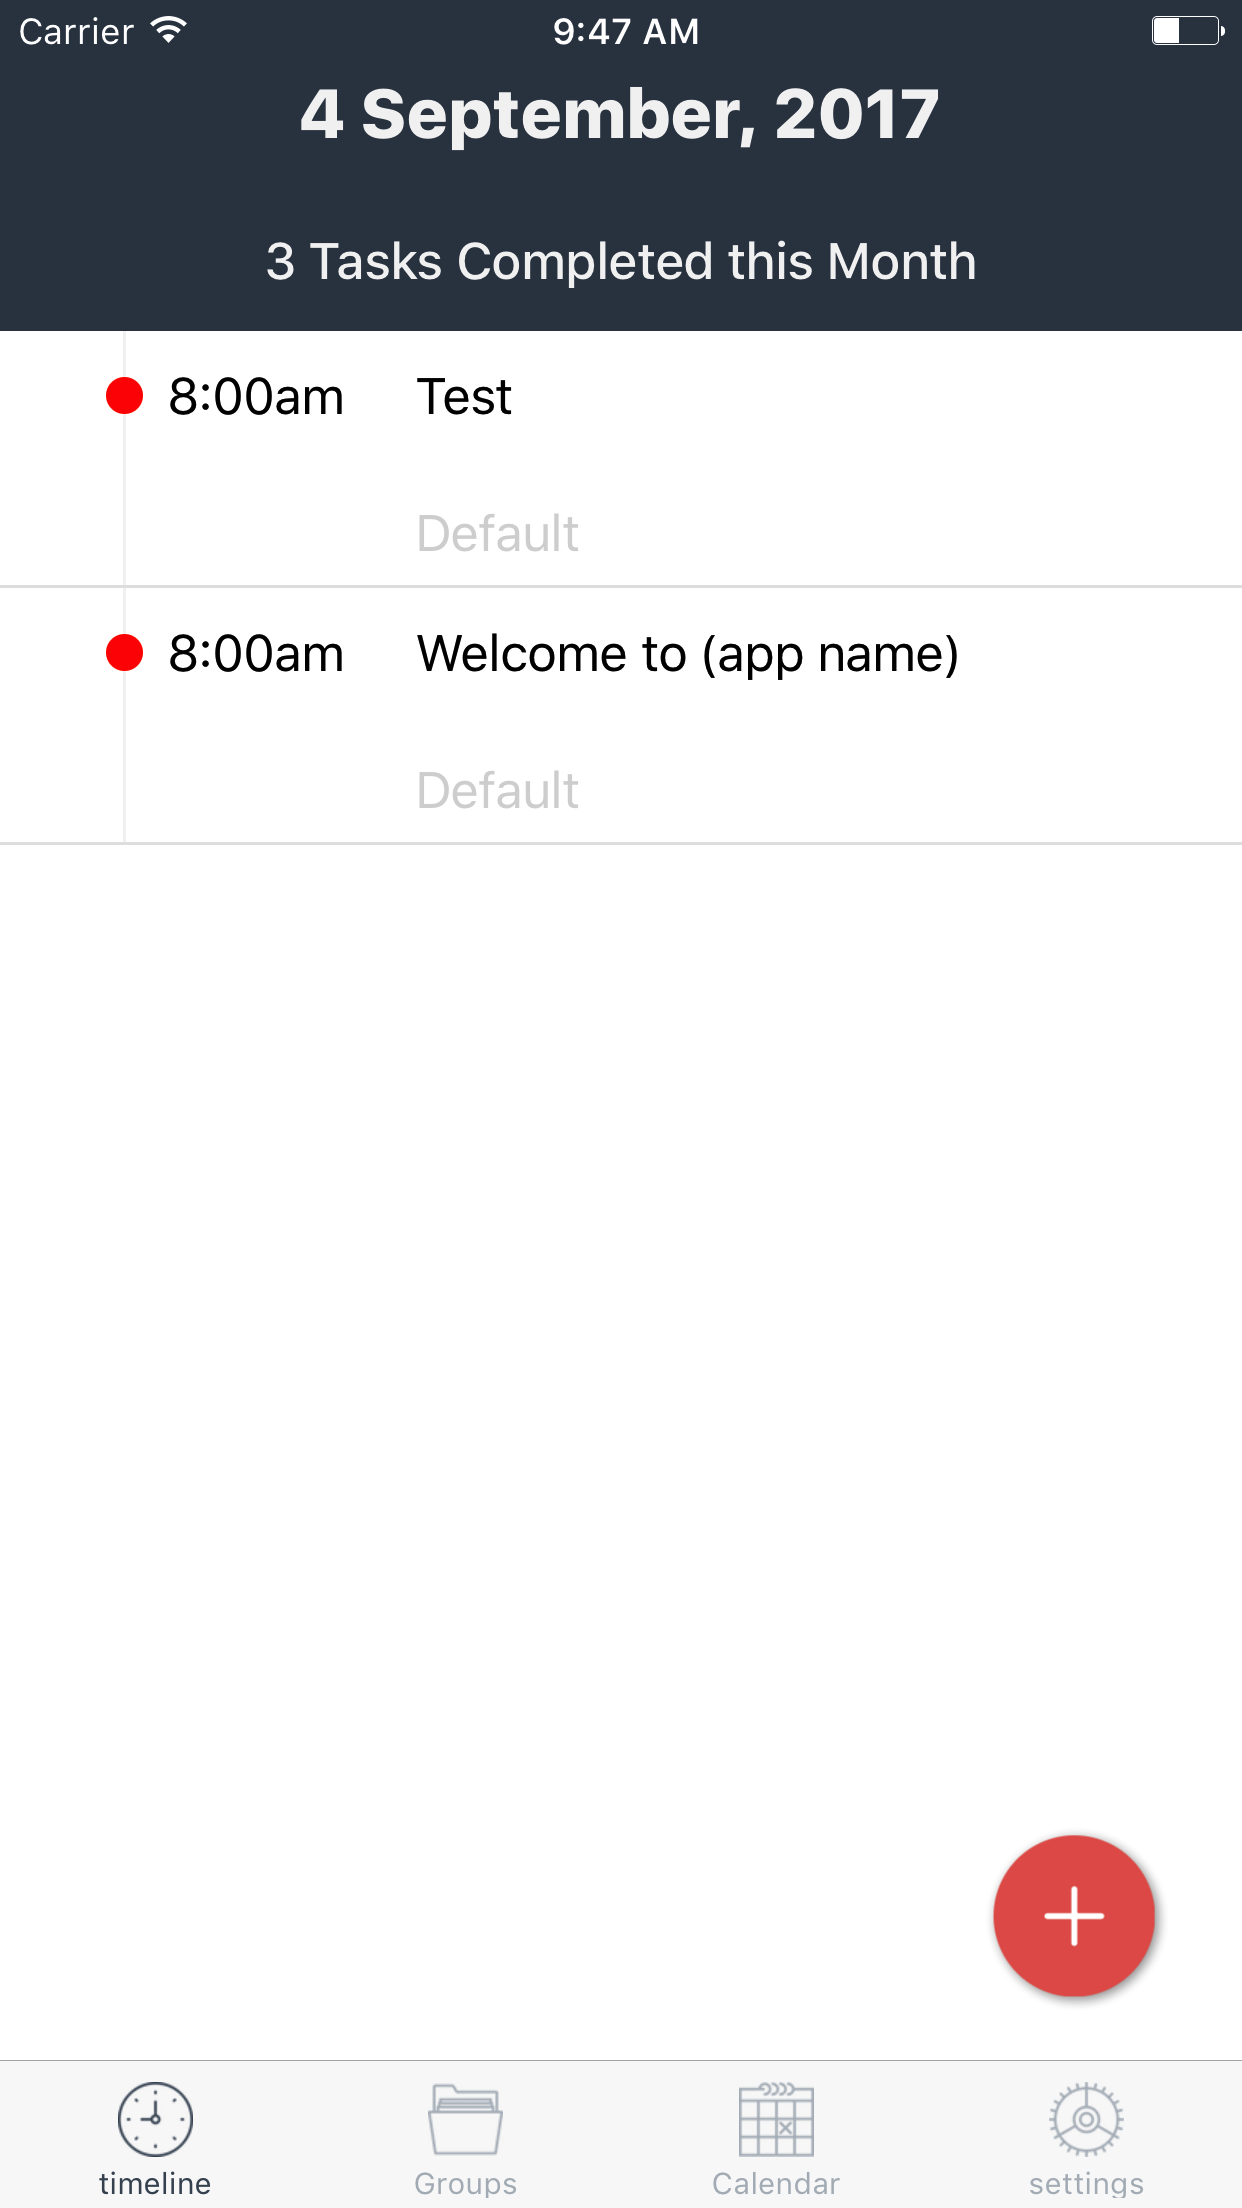 Carrier 9:47 AM
4 September, 2017
3 Tasks Completed this Month
8:00am Test
Default
8:00am Welcome to (app name)
Default
timeline Groups Calendar settings